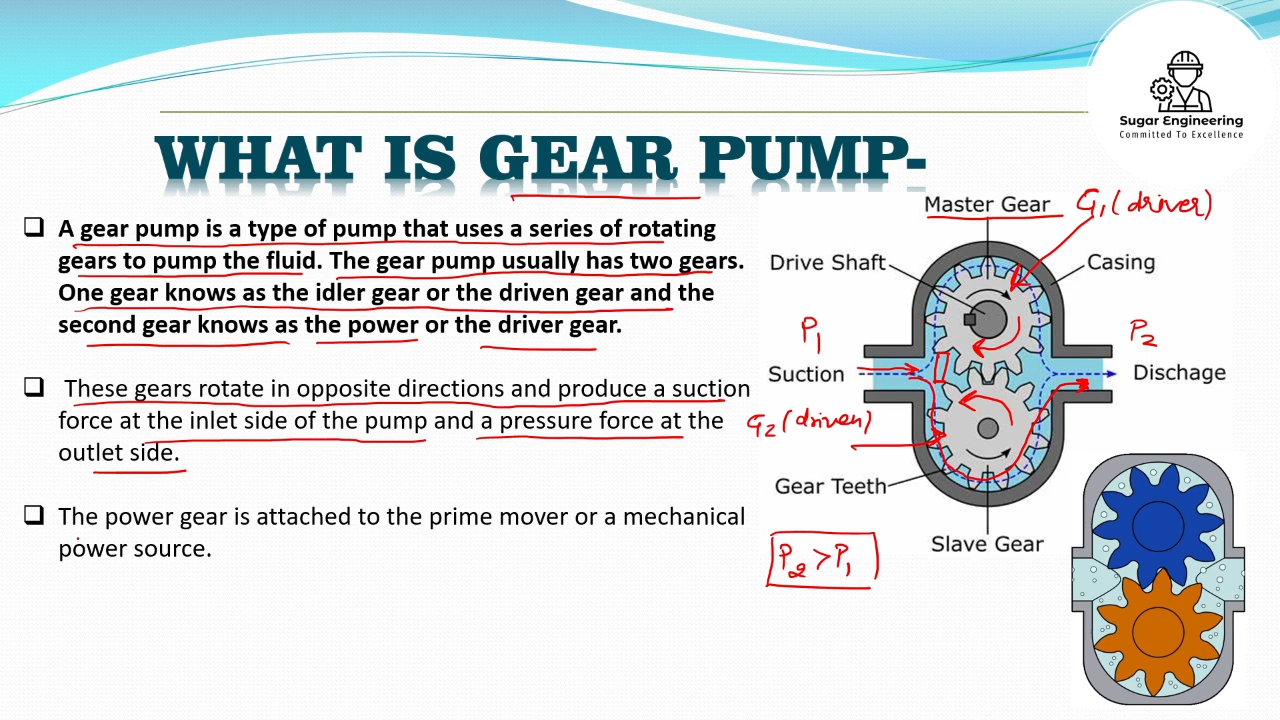 Sugar Engineering
Committed To Excellence
WHAT IS GEAR PUMP-
A gear pump is a type of pump that uses a series of rotating
gears to pump the fluid. The gear pump usually has two gears.
One gear knows as the idler gear or the driven gear and the
second gear knows as the power or the driver gear.
These gears rotate in opposite directions and produce a suction
force at the inlet side of the pump and a pressure force at the
outlet side.
The power gear is attached to the prime mover or a mechanical
power source.
Master Gear
G1 (driver)
Drive Shaft
Casing
P1
P2
Suction
Dischage
G2 (driven)
Gear Teeth
Slave Gear
P2 > P1